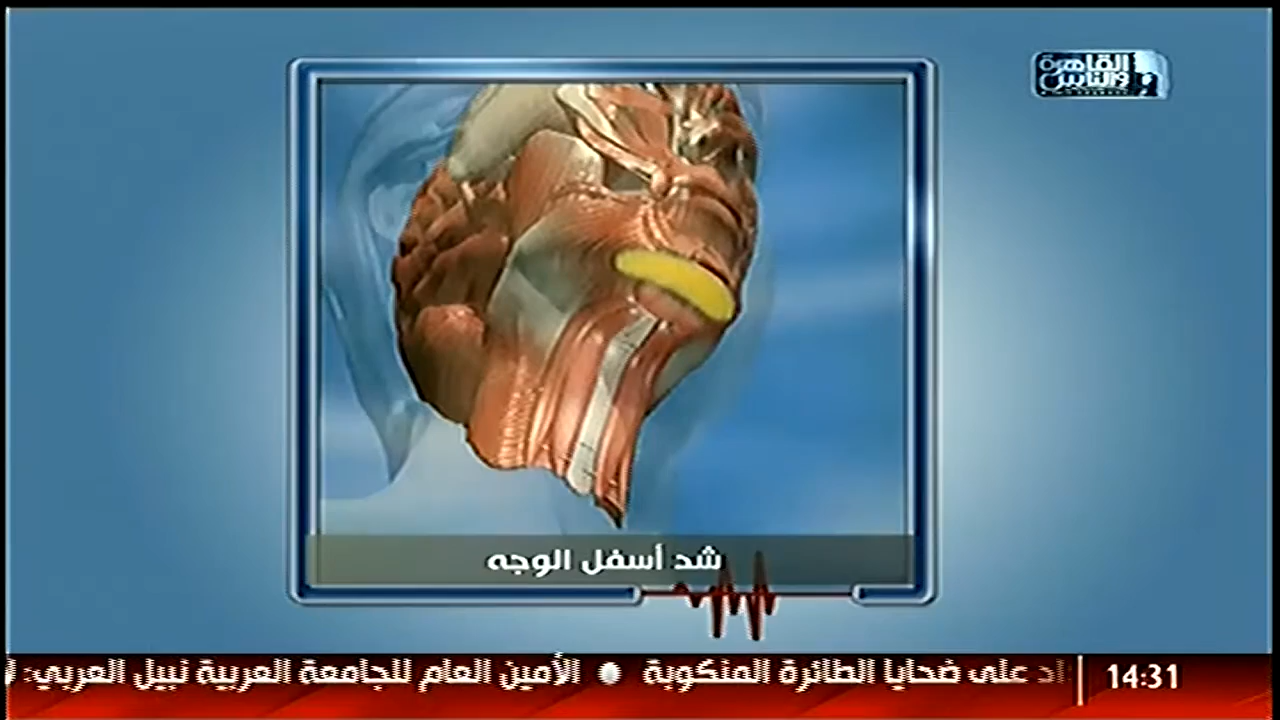 القاهرة
والناس
شد أسفل الوجه
على ضحايا الطائرة المنكوبة ● الأمين العام للجامعة العربية نبيل العربي:
14:31